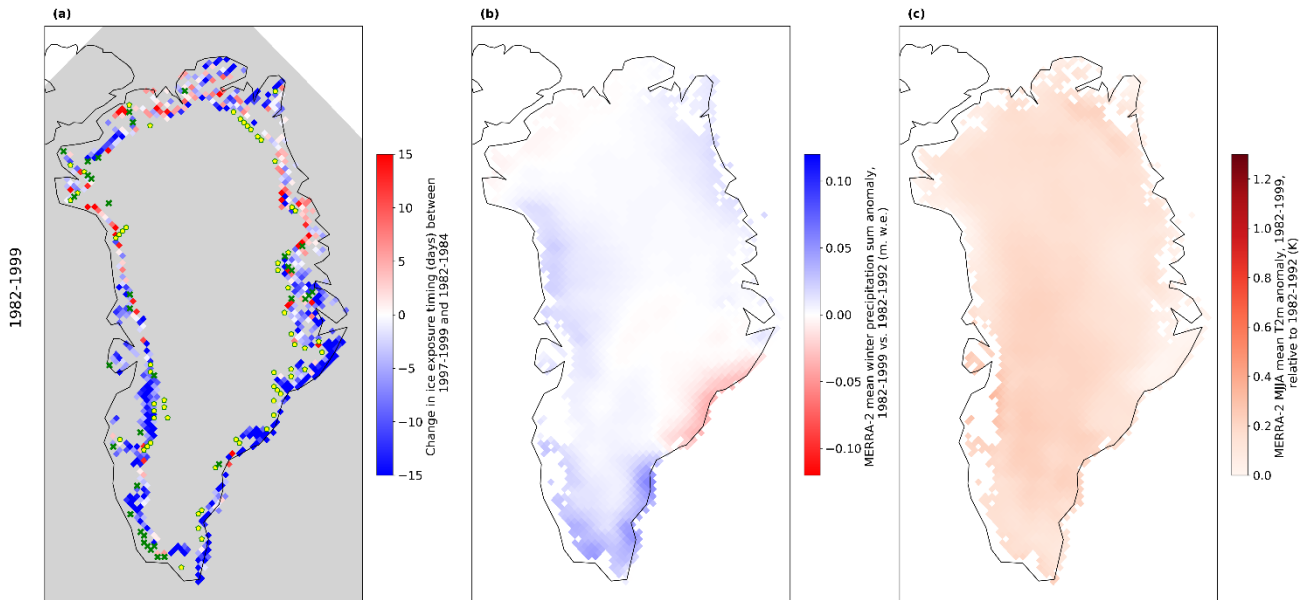 (a)
(b)
(c)
1982-1999
15
10
5
0
−5
−10
−15
Change in ice exposure timing (days) between
1997-1999 and 1982-1984
0.10
0.05
0.00
−0.05
−0.10
MERRA-2 mean winter precipitation sum anomaly,
1982-1999 vs. 1982-1992 (m. w.e.)
1.2
1.0
0.8
0.6
0.4
0.2
0.0
MERRA-2 MJJA mean T2m anomaly, 1982-1999,
relative to 1982-1992 (K)